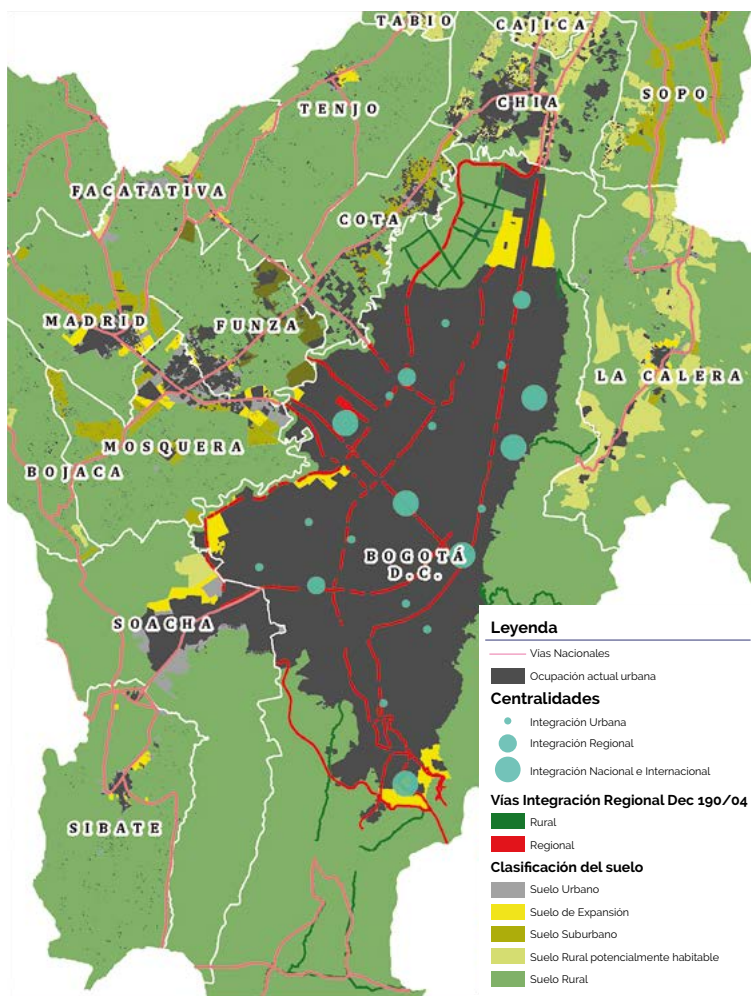 TABIO
CAJICA
CHIA
SOPO
TENJO
FACATATIVA
COTA
MADRID
FUNZA
LA CALERA
MOSQUERA
BOJACA
BOGOTÁ
D.C.
SOACHA
SIBATE
Leyenda
Vías Nacionales
Ocupación actual urbana
Centralidades
Integración Urbana
Integración Regional
Integración Nacional e Internacional
Vías Integración Regional Dec 190/04
Rural
Regional
Clasificación del suelo
Suelo Urbano
Suelo de Expansión
Suelo Suburbano
Suelo Rural potencialmente habitable
Suelo Rural